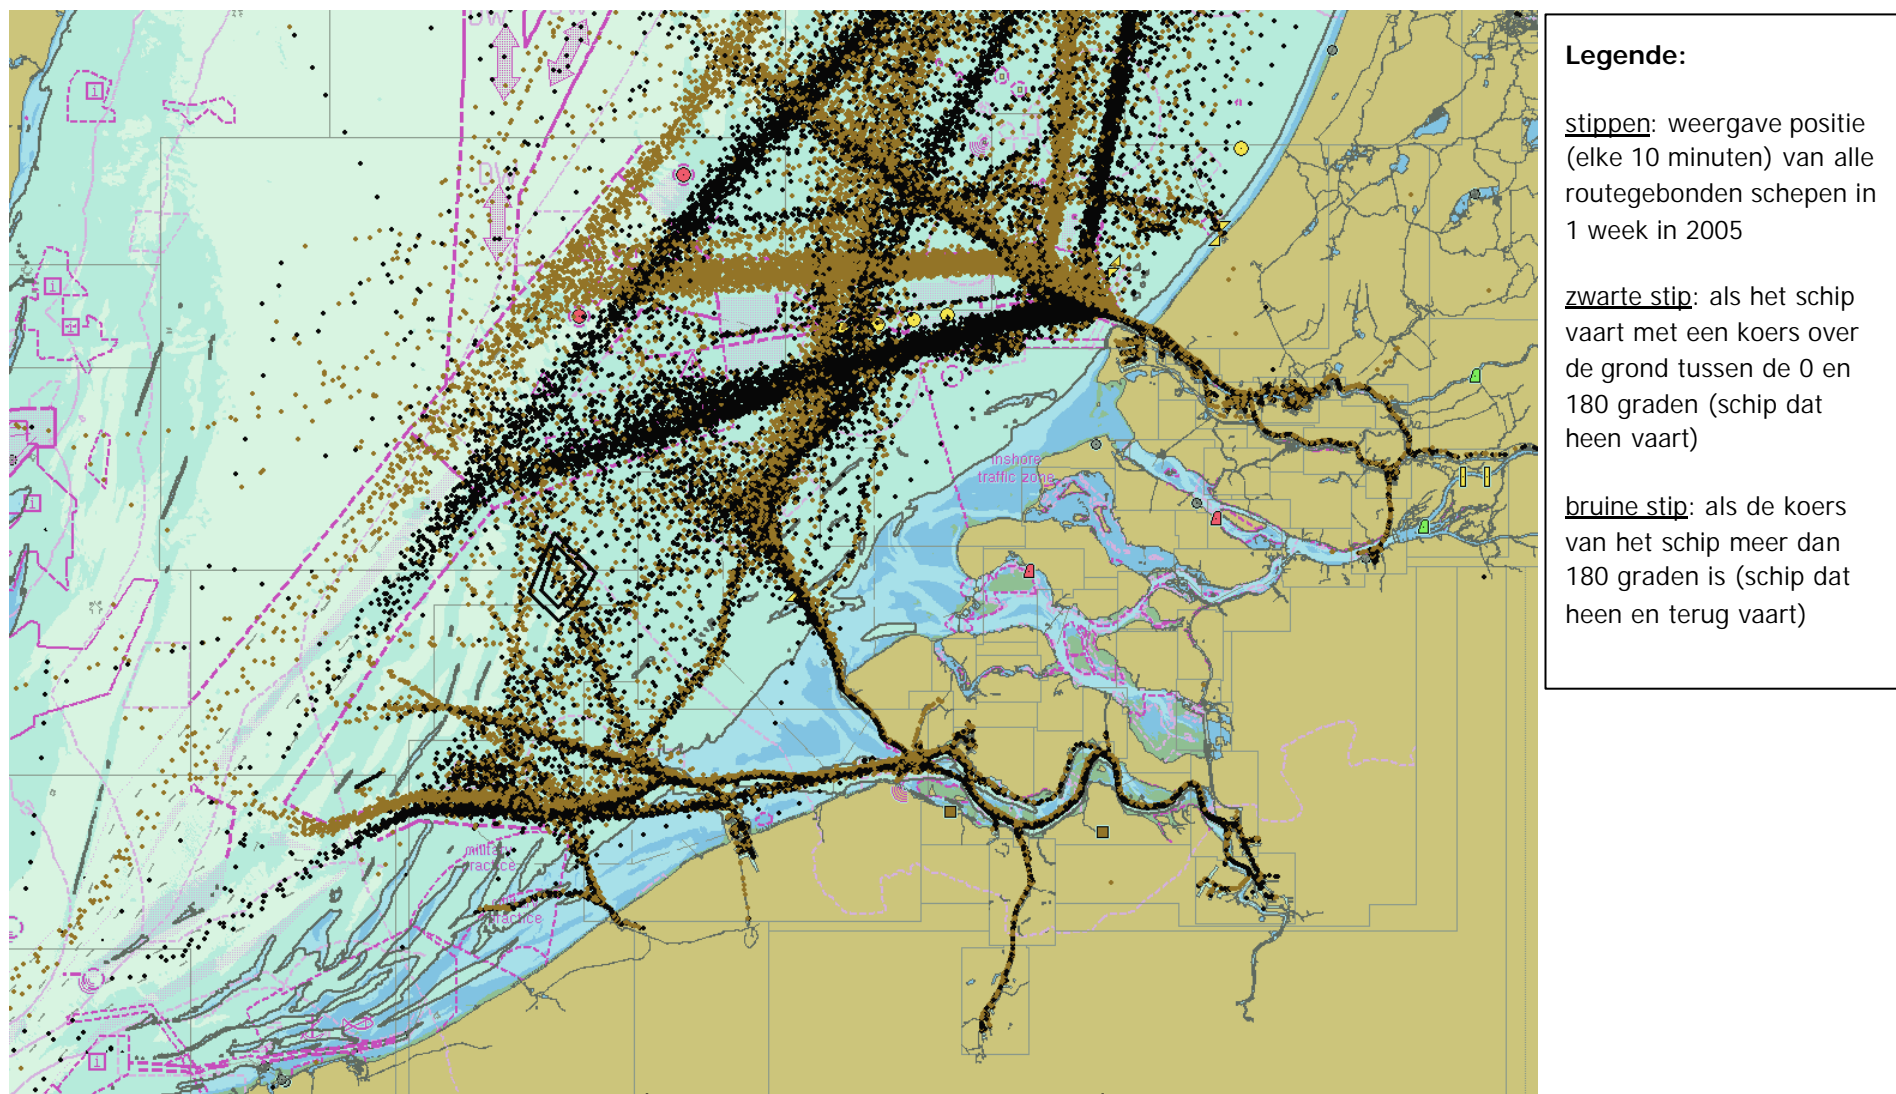 DW
DW
inshore
traffic zone
military
practice
practice
Legende:
stippen: weergave positie
(elke 10 minuten) van alle
routegebonden schepen in
1 week in 2005
zwarte stip: als het schip
vaart met een koers over
de grond tussen de 0 en
180 graden (schip dat
heen vaart)
bruine stip: als de koers
van het schip meer dan
180 graden is (schip dat
heen en terug vaart)